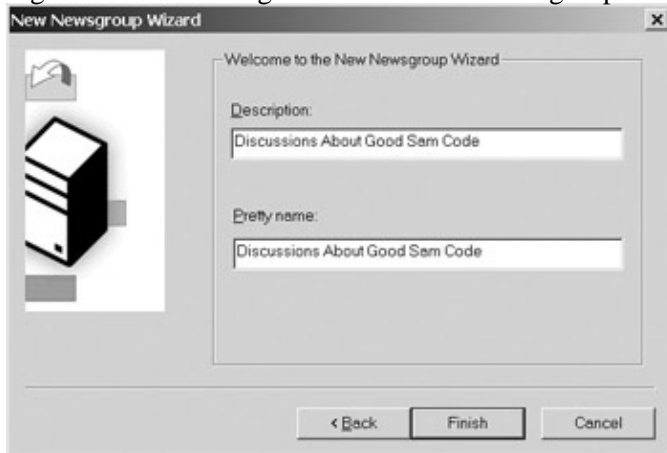 New Newsgroup Wizard
Welcome to the New Newsgroup Wizard
Description:
Discussions About Good Sam Code
Pretty name:
Discussions About Good Sam Code
< Back
Finish
Cancel